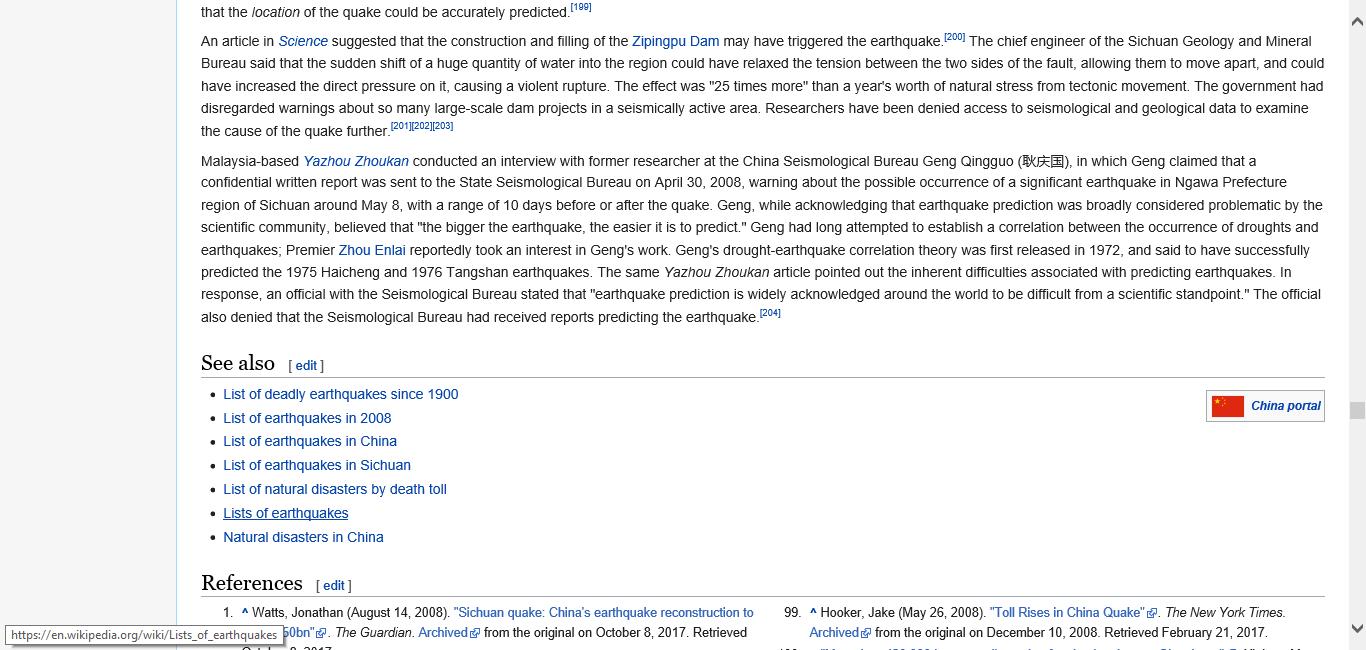 that the location of the quake could be accurately predicted.[199]
An article in Science suggested that the construction and filling of the Zipingpu Dam may have triggered the earthquake.[200] The chief engineer of the Sichuan Geology and Mineral
Bureau said that the sudden shift of a huge quantity of water into the region could have relaxed the tension between the two sides of the fault, allowing them to move apart, and could
have increased the direct pressure on it, causing a violent rupture. The effect was "25 times more" than a year's worth of natural stress from tectonic movement. The government had
disregarded warnings about so many large-scale dam projects in a seismically active area. Researchers have been denied access to seismological and geological data to examine
the cause of the quake further.[201][202][203]
Malaysia-based Yazhou Zhoukan conducted an interview with former researcher at the China Seismological Bureau Geng Qingguo (耿庆国), in which Geng claimed that a
confidential written report was sent to the State Seismological Bureau on April 30, 2008, warning about the possible occurrence of a significant earthquake in Ngawa Prefecture
region of Sichuan around May 8, with a range of 10 days before or after the quake. Geng, while acknowledging that earthquake prediction was broadly considered problematic by the
scientific community, believed that "the bigger the earthquake, the easier it is to predict." Geng had long attempted to establish a correlation between the occurrence of droughts and
earthquakes; Premier Zhou Enlai reportedly took an interest in Geng's work. Geng's drought-earthquake correlation theory was first released in 1972, and said to have successfully
predicted the 1975 Haicheng and 1976 Tangshan earthquakes. The same Yazhou Zhoukan article pointed out the inherent difficulties associated with predicting earthquakes. In
response, an official with the Seismological Bureau stated that "earthquake prediction is widely acknowledged around the world to be difficult from a scientific standpoint." The official
also denied that the Seismological Bureau had received reports predicting the earthquake.[204]
See also [ edit ]
• List of deadly earthquakes since 1900
• List of earthquakes in 2008
• List of earthquakes in China
• List of earthquakes in Sichuan
• List of natural disasters by death toll
• Lists of earthquakes
• Natural disasters in China
China portal
References [ edit ]
1. ^ Watts, Jonathan (August 14, 2008). "Sichuan quake: China's earthquake reconstruction to
50bn". The Guardian. Archived from the original on October 8, 2017. Retrieved
99. ^ Hooker, Jake (May 26, 2008). "Toll Rises in China Quake". The New York Times.
Archived from the original on December 10, 2008. Retrieved February 21, 2017.
https://en.wikipedia.org/wiki/Lists_of_earthquakes